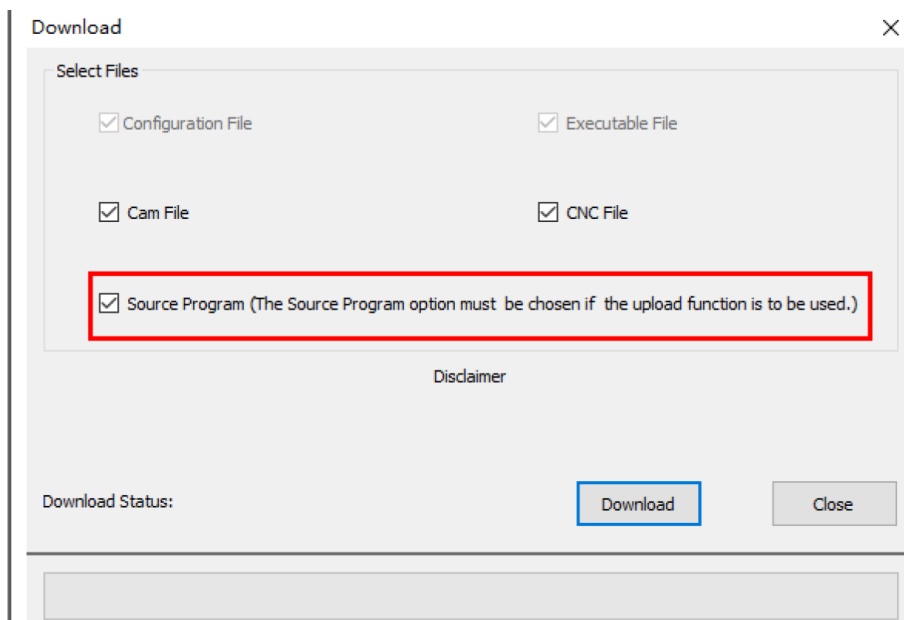 Download
Select Files
Configuration File
Executable File
Cam File
CNC File
Source Program (The Source Program option must be chosen if the upload function is to be used.)
Disclaimer
Download Status:
Download
Close